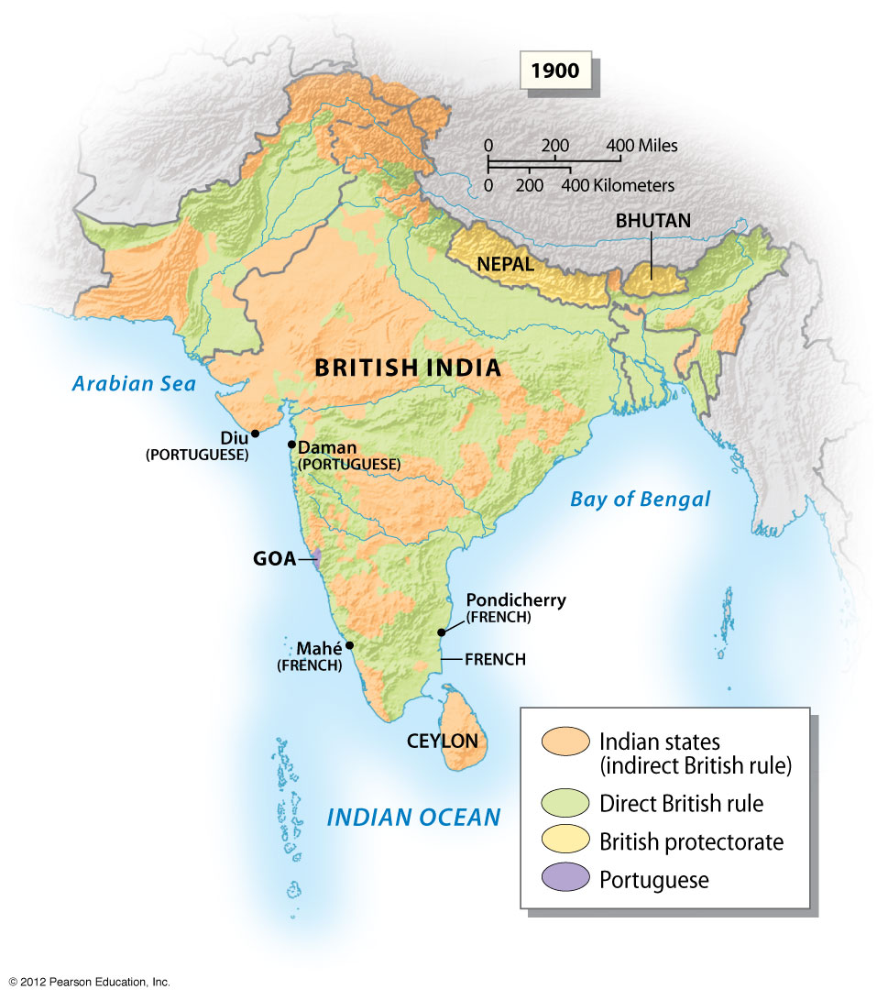 1900
0 200 400 Miles
0 200 400 Kilometers
BHUTAN
NEPAL
BRITISH INDIA
Arabian Sea
Diu
(PORTUGUESE)
Daman
(PORTUGUESE)
Bay of Bengal
GOA
Pondicherry
(FRENCH)
Mahé
(FRENCH)
FRENCH
CEYLON
INDIAN OCEAN
Indian states
(indirect British rule)
Direct British rule
British protectorate
Portuguese
© 2012 Pearson Education, Inc.